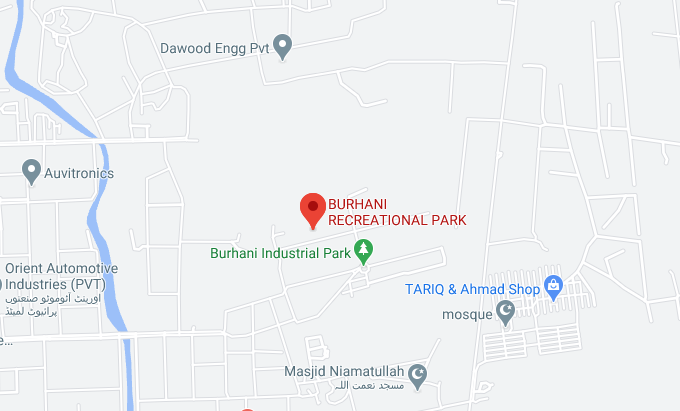 Dawood Engg Pvt
Auvitronics
BURHANI
RECREATIONAL PARK
Burhani Industrial Park
Orient Automotive
Industries (PVT)
اورینٹ آٹوموٹو صنعتوں
پرائیوٹ لمیٹڈ
TARIQ & Ahmad Shop
mosque
e...
Masjid Niamatullah
مسجد نعمت اللہ